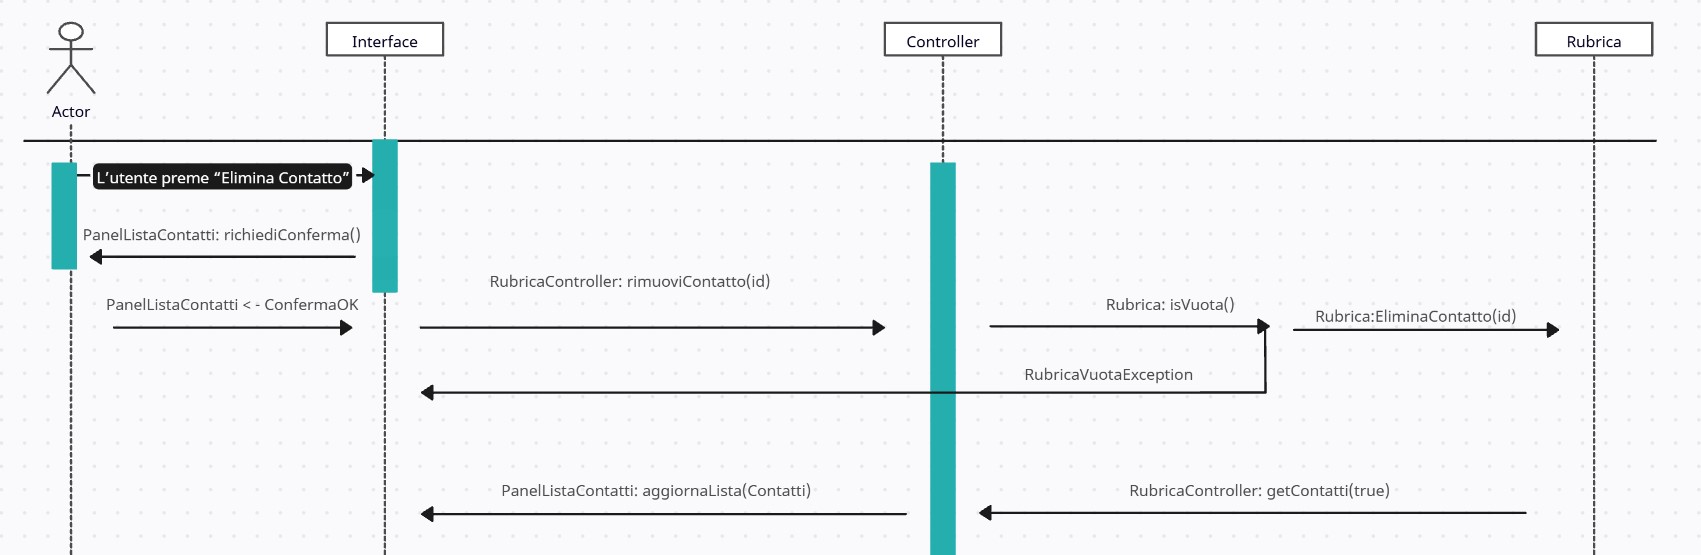 Interface
Controller
Rubrica
Actor
L’utente preme “Elimina Contatto”
PanelListaContatti: richiediConferma()
RubricaController: rimuoviContatto(id)
PanelListaContatti < - ConfermaOK
Rubrica: isVuota()
Rubrica:EliminaContatto(id)
RubricaVuotaException
PanelListaContatti: aggiornaLista(Contatti)
RubricaController: getContatti(true)